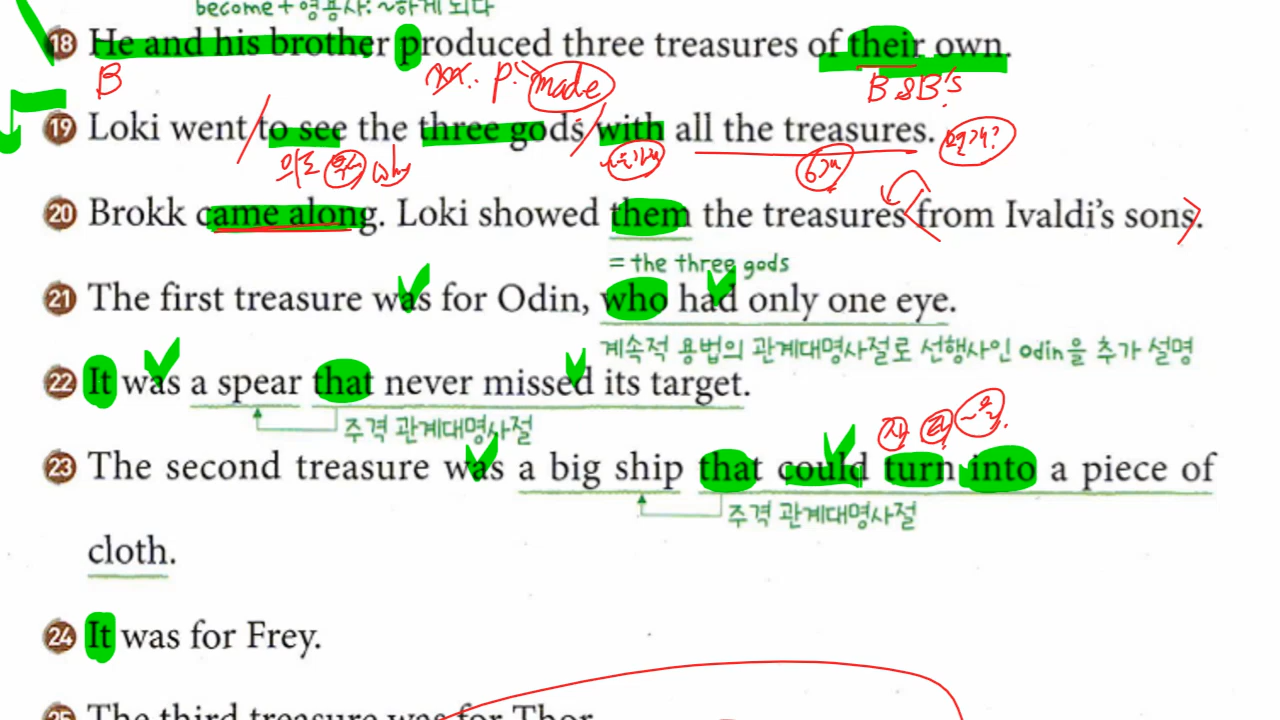 become + 형용사: ~하게 되다
18 He and his brother produced three treasures of their own.
B p. made B & B's
19 Loki went / to see the three gods / with all the treasures.
의도 why 6개 몇개?
20 Brokk came along. Loki showed them the treasures <from Ivaldi's sons>.
= the three gods
21 The first treasure was for Odin, who had only one eye.
계속적 용법의 관계대명사절로 선행사인 Odin을 추가 설명
22 It was a spear that never missed its target.
주격 관계대명사절
23 The second treasure was a big ship that could turn into a piece of
주격 관계대명사절
cloth.
24 It was for Frey.
25 The third treasure was for Thor.